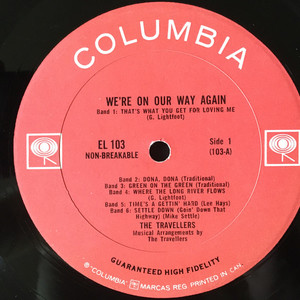 COLUMBIA
WE'RE ON OUR WAY AGAIN
Band 1: THAT'S WHAT YOU GET FOR LOVING ME
(G. Lightfoot)
EL 103
NON-BREAKABLE
Side 1
(103-A)
Band 2: DONA, DONA (Traditional)
Band 3: GREEN ON THE GREEN (Traditional)
Band 4: WHERE THE LONG RIVER FLOWS
(G. Lightfoot)
Band 5: TIME'S A GETTIN' HARD (Lee Hays)
Band 6: SETTLE DOWN (Goin' Down That
Highway) (Mike Settle)
THE TRAVELLERS
Musical Arrangements by
The Travellers
GUARANTEED HIGH FIDELITY
® "COLUMBIA" MARCAS REG. PRINTED IN CAN.